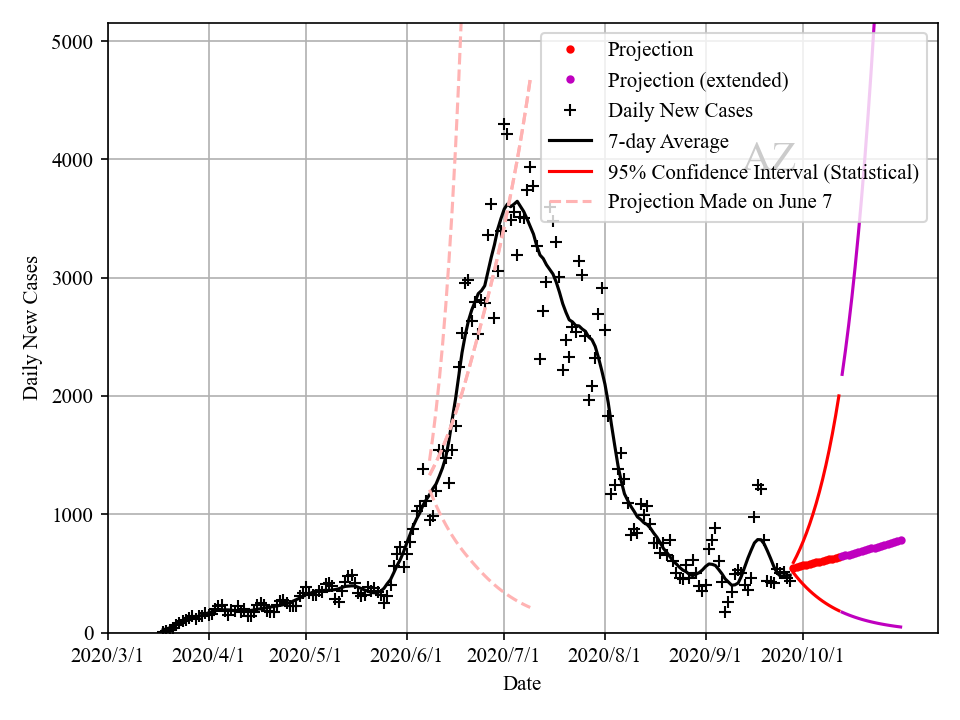 5000
4000
3000
2000
1000
0
Daily New Cases
Projection
Projection (extended)
Daily New Cases
7-day Average
AZ
95% Confidence Interval (Statistical)
Projection Made on June 7
2020/3/1 2020/4/1 2020/5/1 2020/6/1 2020/7/1 2020/8/1 2020/9/1 2020/10/1
Date